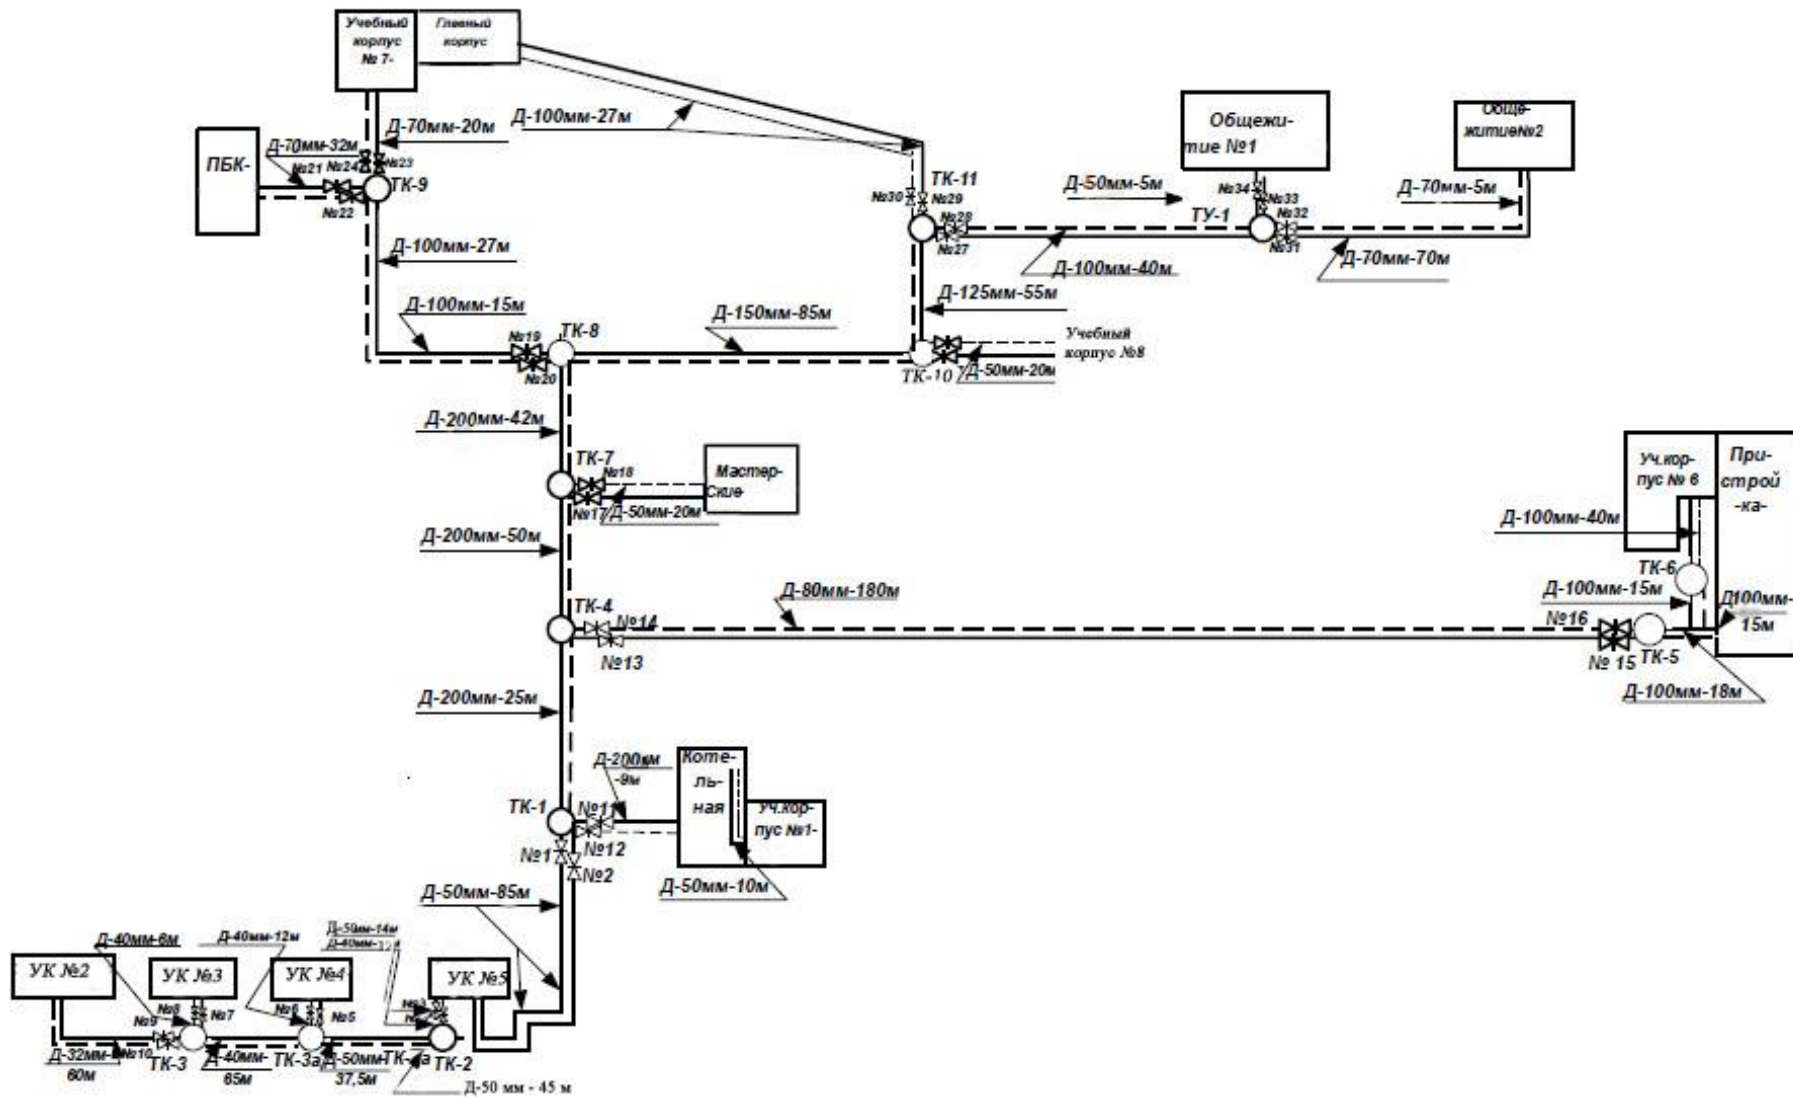 Учебный
корпус
№ 7-
Главный
корпус
Д-100мм-27м
Д-70мм-20м
ПБК-
Д-70мм-32м
№21
№24
№23
№22
ТК-9
Общежи-
тие №1
Обще-
житие№2
ТК-11
№30
№29
№28
№27
Д-50мм-5м
№34
№33
ТУ-1
№32
№31
Д-70мм-5м
Д-100мм-27м
Д-100мм-40м
Д-70мм-70м
Д-125мм-55м
Д-100мм-15м
№19
№20
ТК-8
Д-150мм-85м
Учебный
корпус №8
ТК-10
Д-50мм-20м
Д-200мм-42м
ТК-7
№18
№17
Мастер-
Ские
Д-50мм-20м
Д-200мм-50м
Уч.кор-
пус № 6
При-
строй
-ка-
Д-100мм-40м
ТК-6
Д-100мм-15м
Д100мм-
15м
ТК-4
№14
№13
Д-80мм-180м
№16
№ 15
ТК-5
Д-100мм-18м
Д-200мм-25м
Д-200мм
-9м
Коте-
ль-
ная
Уч.кор-
пус №1-
ТК-1
№11
№12
№1
№2
Д-50мм-10м
Д-50мм-85м
Д-40мм-6м
Д-40мм-12м
Д-50мм-14м
УК №2
УК №3
УК №4
УК №5
№8
№7
№6
№5
№3
№9
№10
ТК-3
ТК-3а
ТК-2
Д-32мм-
60м
Д-40мм-
65м
Д-50мм-
37,5м
Д-50 мм - 45 м